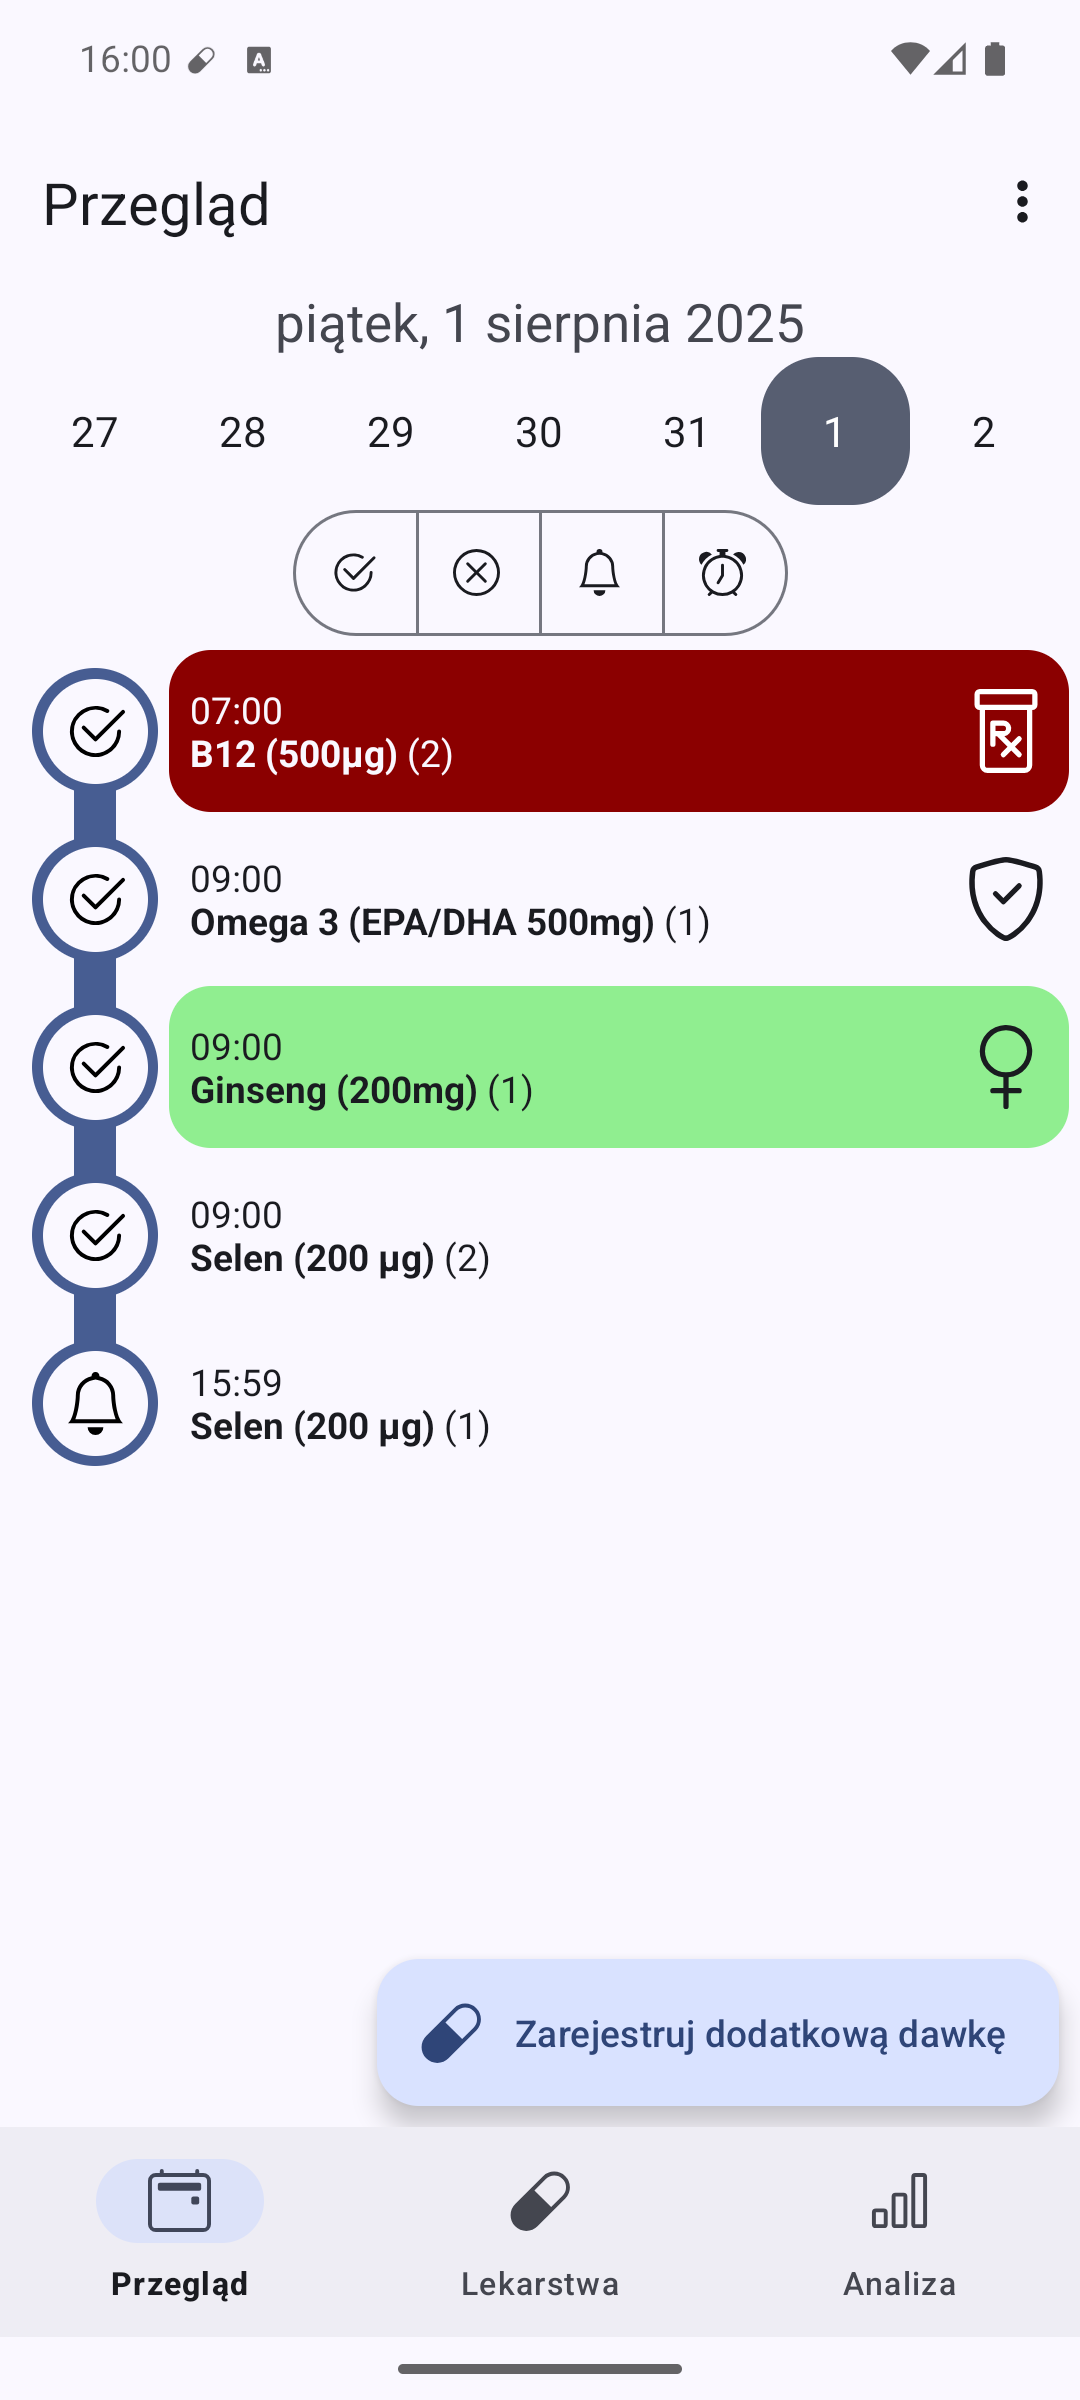 16:00
Przegląd
piątek, 1 sierpnia 2025
27 28 29 30 31 1 2
07:00
B12 (500µg) (2)
09:00
Omega 3 (EPA/DHA 500mg) (1)
09:00
Ginseng (200mg) (1)
09:00
Selen (200 µg) (2)
15:59
Selen (200 µg) (1)
Zarejestruj dodatkową dawkę
Przegląd Lekarstwa Analiza